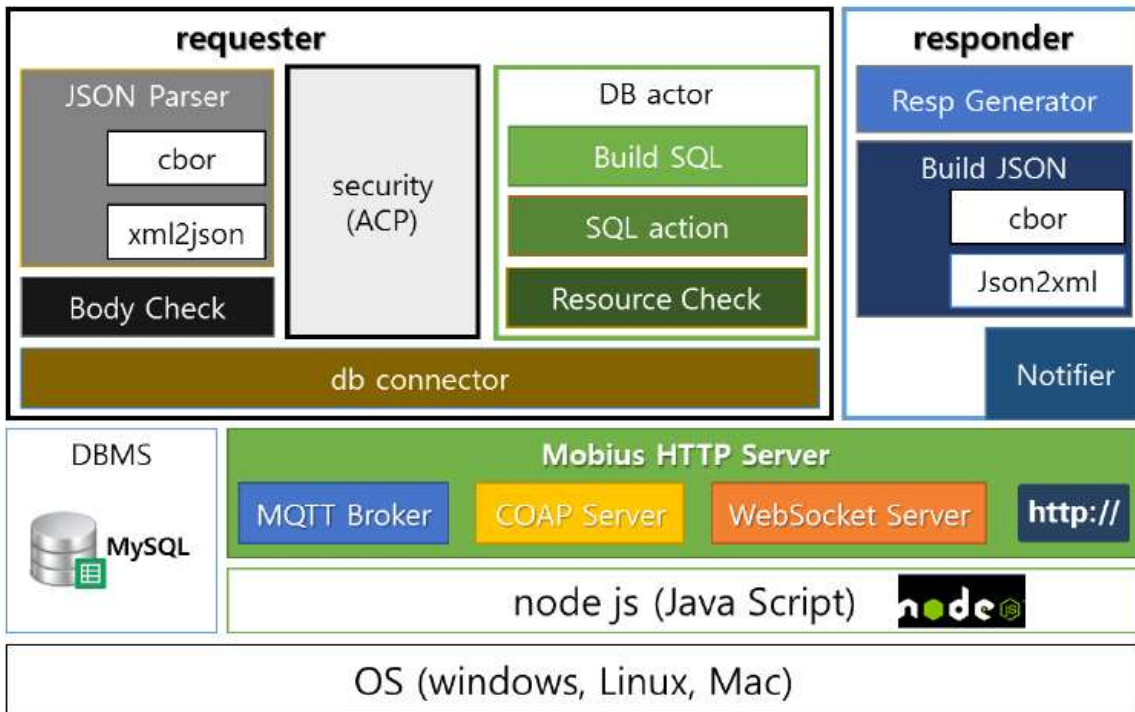 requester
JSON Parser
cbor
xml2json
Body Check
security
(ACP)
DB actor
Build SQL
SQL action
Resource Check
db connector
responder
Resp Generator
Build JSON
cbor
Json2xml
Notifier
DBMS
MySQL
Mobius HTTP Server
MQTT Broker
COAP Server
WebSocket Server
http://
node js (Java Script)
node JS
OS (windows, Linux, Mac)